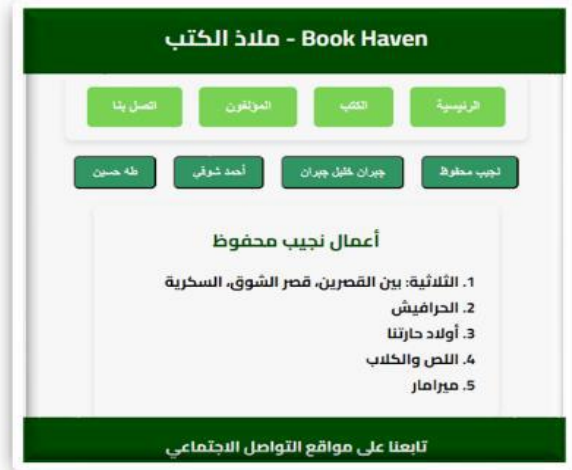 ملاذ الكتب - Book Haven
الرئيسية الكتب المؤلفون اتصل بنا
نجيب محفوظ جبران خليل جبران أحمد شوقي طه حسين
أعمال نجيب محفوظ
1. الثلاثية: بين القصرين، قصر الشوق، السكرية
2. الحرافيش
3. أولاد حارتنا
4. اللص والكلاب
5. ميرامار
تابعنا على مواقع التواصل الاجتماعي